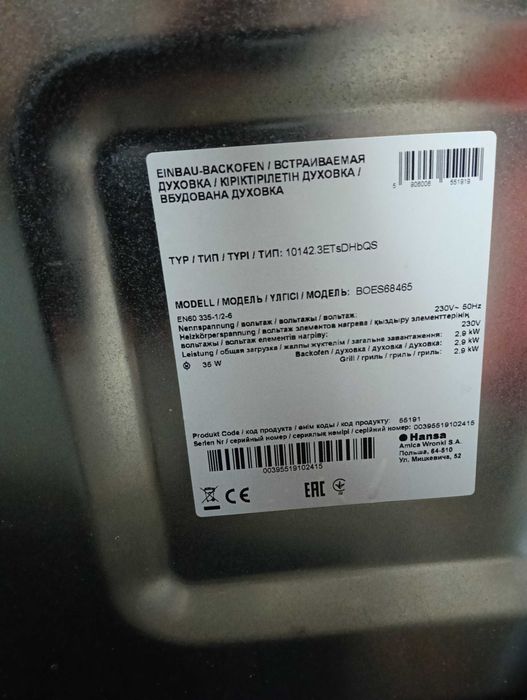 EINBAU-BACKOFEN / ВСТРАИВАЕМАЯ
ДУХОВКА / КІРІКТІРІЛЕТІН ДУХОВКА /
ВБУДОВАНА ДУХОВКА
5 906006 551919
TYP / ТИП / TYPI / ТИП: 10142.3ETsDHbQS
MODELL / МОДЕЛЬ / ҮЛГІСІ / МОДЕЛЬ: BOES68465
EN60 335-1/2-6
230V~ 50Hz
Nennspannung / вольтаж / вольтажы / вольтаж:
Heizkörperspannung / вольтаж элементов нагрева / қыздыру элементтерінің
230V
вольтажы / вольтаж елементів нагріву:
2.9 kW
Leistung / общая загрузка / жалпы жүктелім / загальне завантаження:
Backofen / духовка / духовка / духовка: 2.9 kW
Grill / гриль / гриль / гриль: 2.9 kW
35 W
Produkt Code / код продукта / өнім коды / код продукту: 55191
Serien Nr / серийный номер / сериялық немірі / серійний номер: 00395519102415
Hansa
Amica Wronki S.A.
Польша, 64-510
Ул. Мицкевича, 52
00395519102415
CE
EAC